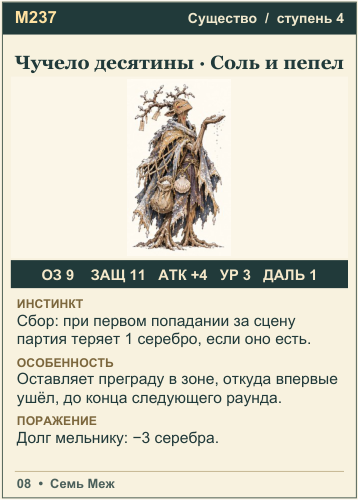 М237
Существо / ступень 4
Чучело десятины · Соль и пепел
ОЗ 9 ЗАЩ 11 АТК +4 УР 3 ДАЛЬ 1
ИНСТИНКТ
Сбор: при первом попадании за сцену
партия теряет 1 серебро, если оно есть.
ОСОБЕННОСТЬ
Оставляет преграду в зоне, откуда впервые
ушёл, до конца следующего раунда.
ПОРАЖЕНИЕ
Долг мельнику: −3 серебра.
08 • Семь Меж